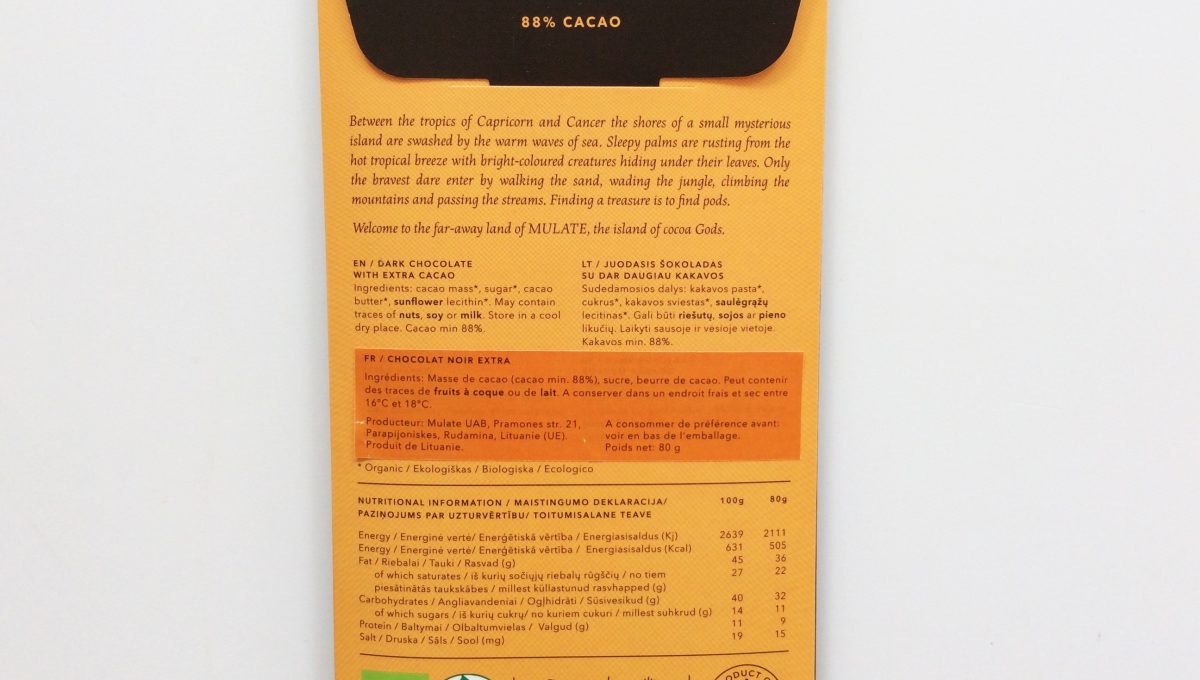 88% CACAO
Between the tropics of Capricorn and Cancer the shores of a small mysterious
island are swashed by the warm waves of sea. Sleepy palms are rusting from the
hot tropical breeze with bright-coloured creatures hiding under their leaves. Only
the bravest dare enter by walking the sand, wading the jungle, climbing the
mountains and passing the streams. Finding a treasure is to find pods.
Welcome to the far-away land of MULATE, the island of cocoa Gods.
EN / DARK CHOCOLATE
WITH EXTRA CACAO
Ingredients: cacao mass*, sugar*, cacao
butter*, sunflower lecithin*. May contain
traces of nuts, soy or milk. Store in a cool
dry place. Cacao min 88%.
LT / JUODASIS ŠOKOLADAS
SU DAR DAUGIAU KAKAVOS
Sudedamosios dalys: kakavos pasta*,
cukrus*, kakavos sviestas*, saulėgrąžų
lecitinas*. Gali būti riešutų, sojos ar pieno
likučių. Laikyti sausoje ir vėsioje vietoje.
Kakavos min. 88%.
FR / CHOCOLAT NOIR EXTRA
Ingrédients: Masse de cacao (cacao min. 88%), sucre, beurre de cacao. Peut contenir
des traces de fruits à coque ou de lait. A conserver dans un endroit frais et sec entre
16°C et 18°C.
Producteur: Mulate UAB, Pramones str. 21,
Parapijoniskes, Rudamina, Lituanie (UE).
Produit de Lituanie.
A consommer de préférence avant:
voir en bas de l'emballage.
Poids net: 80 g
* Organic / Ekologiškas / Biologiska / Ecologico
NUTRITIONAL INFORMATION / MAISTINGUMO DEKLARACIJA/ 100g 80g
PAZIŅOJUMS PAR UZTURVĒRTĪBU/ TOITUMISALANE TEAVE
Energy / Energinė vertė/ Enerģētiskā vērtība / Energiasisaldus (Kj) 2639 2111
Energy / Energinė vertė/ Enerģētiskā vērtība / Energiasisaldus (Kcal) 631 505
Fat / Riebalai / Tauki / Rasvad (g) 45 36
of which saturates / iš kurių sočiųjų riebalų rūgščių / no tiem 27 22
piesātinātās taukskābes / millest küllastunud rasvhapped (g)
Carbohydrates / Angliavandeniai / Ogļhidrāti / Süsivesikud (g) 40 32
of which sugars / iš kurių cukrų/ no kuriem cukuri / millest suhkrud (g) 14 11
Protein / Baltymai / Olbaltumvielas / Valgud (g) 11 9
Salt / Druska / Sāls / Sool (mg) 19 15